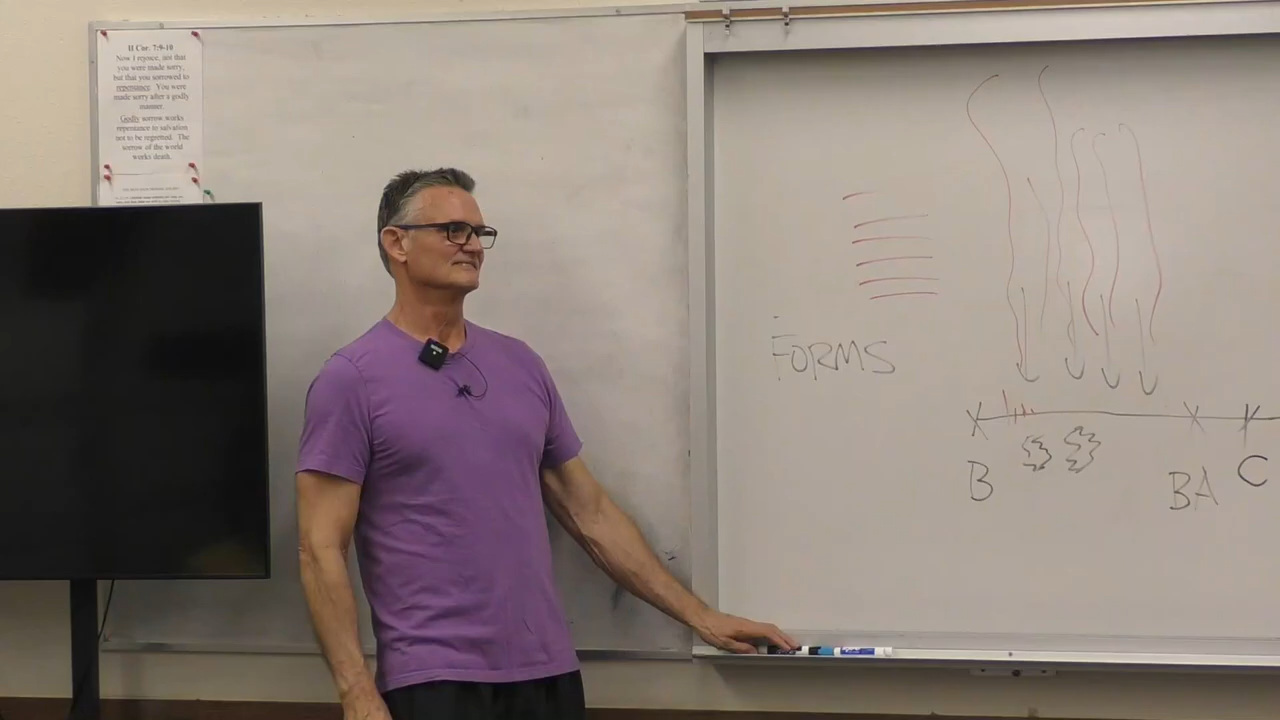 II Cor. 7:9-10
Now I rejoice, not that
you were made sorry,
but that you sorrowed to
repentance. You were
made sorry after a godly
manner.
Godly sorrow works
repentance to salvation
not to be regretted. The
sorrow of the world
works death.
FORMS
B
BA
C